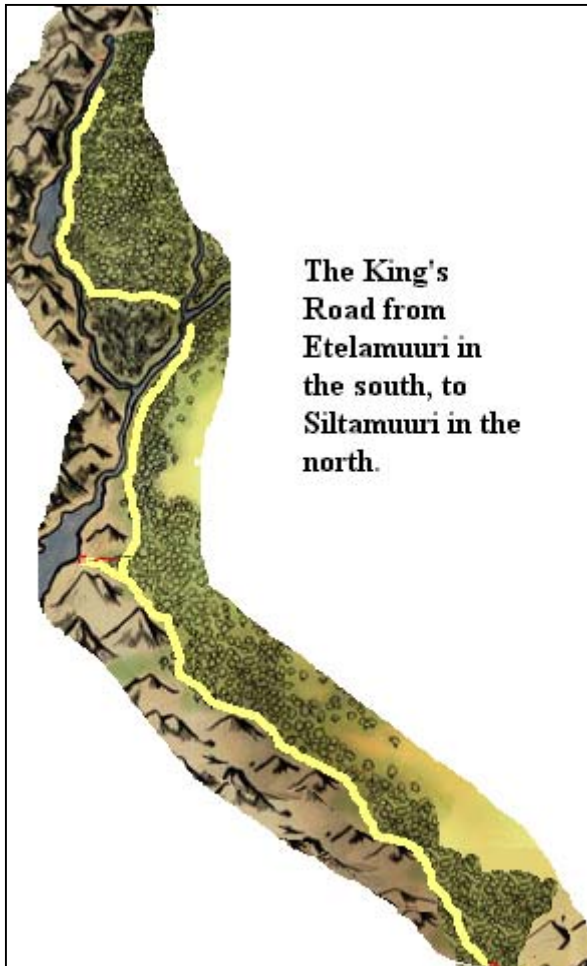 The King's
Road from
Etelamuuri in
the south, to
Siltamuuri in the
north.